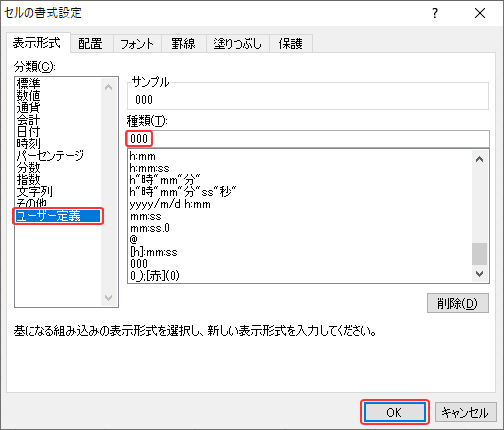 セルの書式設定
表示形式 配置 フォント 罫線 塗りつぶし 保護
分類(C):
標準
数値
通貨
会計
日付
時刻
パーセンテージ
分数
指数
文字列
その他
ユーザー定義
サンプル
000
種類(T):
000
h:mm
h:mm:ss
h"時"mm"分"
h"時"mm"分"ss"秒"
yyyy/m/d h:mm
mm:ss
mm:ss.0
@
[h]:mm:ss
000
0_);[赤](0)
削除(D)
基になる組み込みの表示形式を選択し、新しい表示形式を入力してください。
OK キャンセル